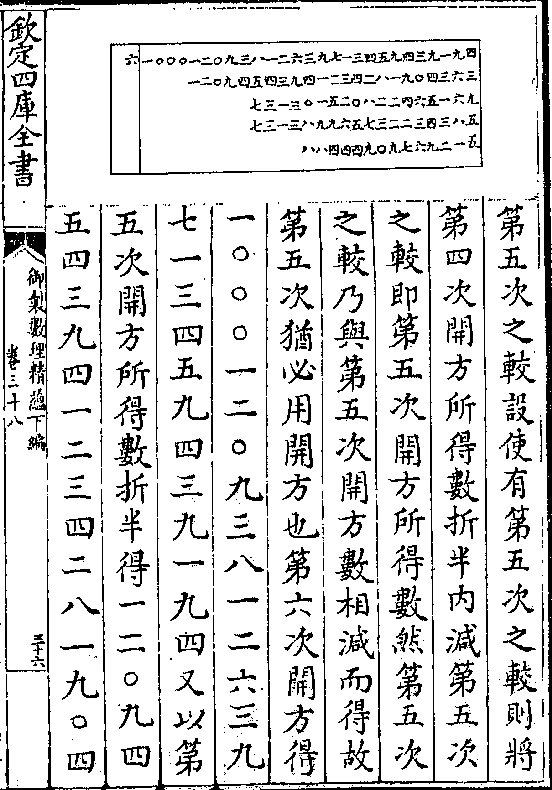 欽定四庫全書
六 一〇〇〇一二〇九三八一二六三九七一三四五九四三九一九四
一二〇九四五四三九四一二三四二八一九〇四三六三
七三一三〇一五二〇八二二四六五一六九
七三一三八九九六五七三二二三四三八五
八八四四四九〇九七六九二一五
第五次之較設使有第五次之較則將
第四次開方所得數折半內減第五次
之較即第五次開方所得數然第五次
之較乃與第五次開方數相減而得故
第五次猶必用開方也第六次開方得
一〇〇〇一二〇九三八一二六三九
七一三四五九四三九一九四又以第
五次開方所得數折半得一二〇九四
五四三九四一二三四二八一九〇四
御製數理精蘊下編
卷三十八
三十六